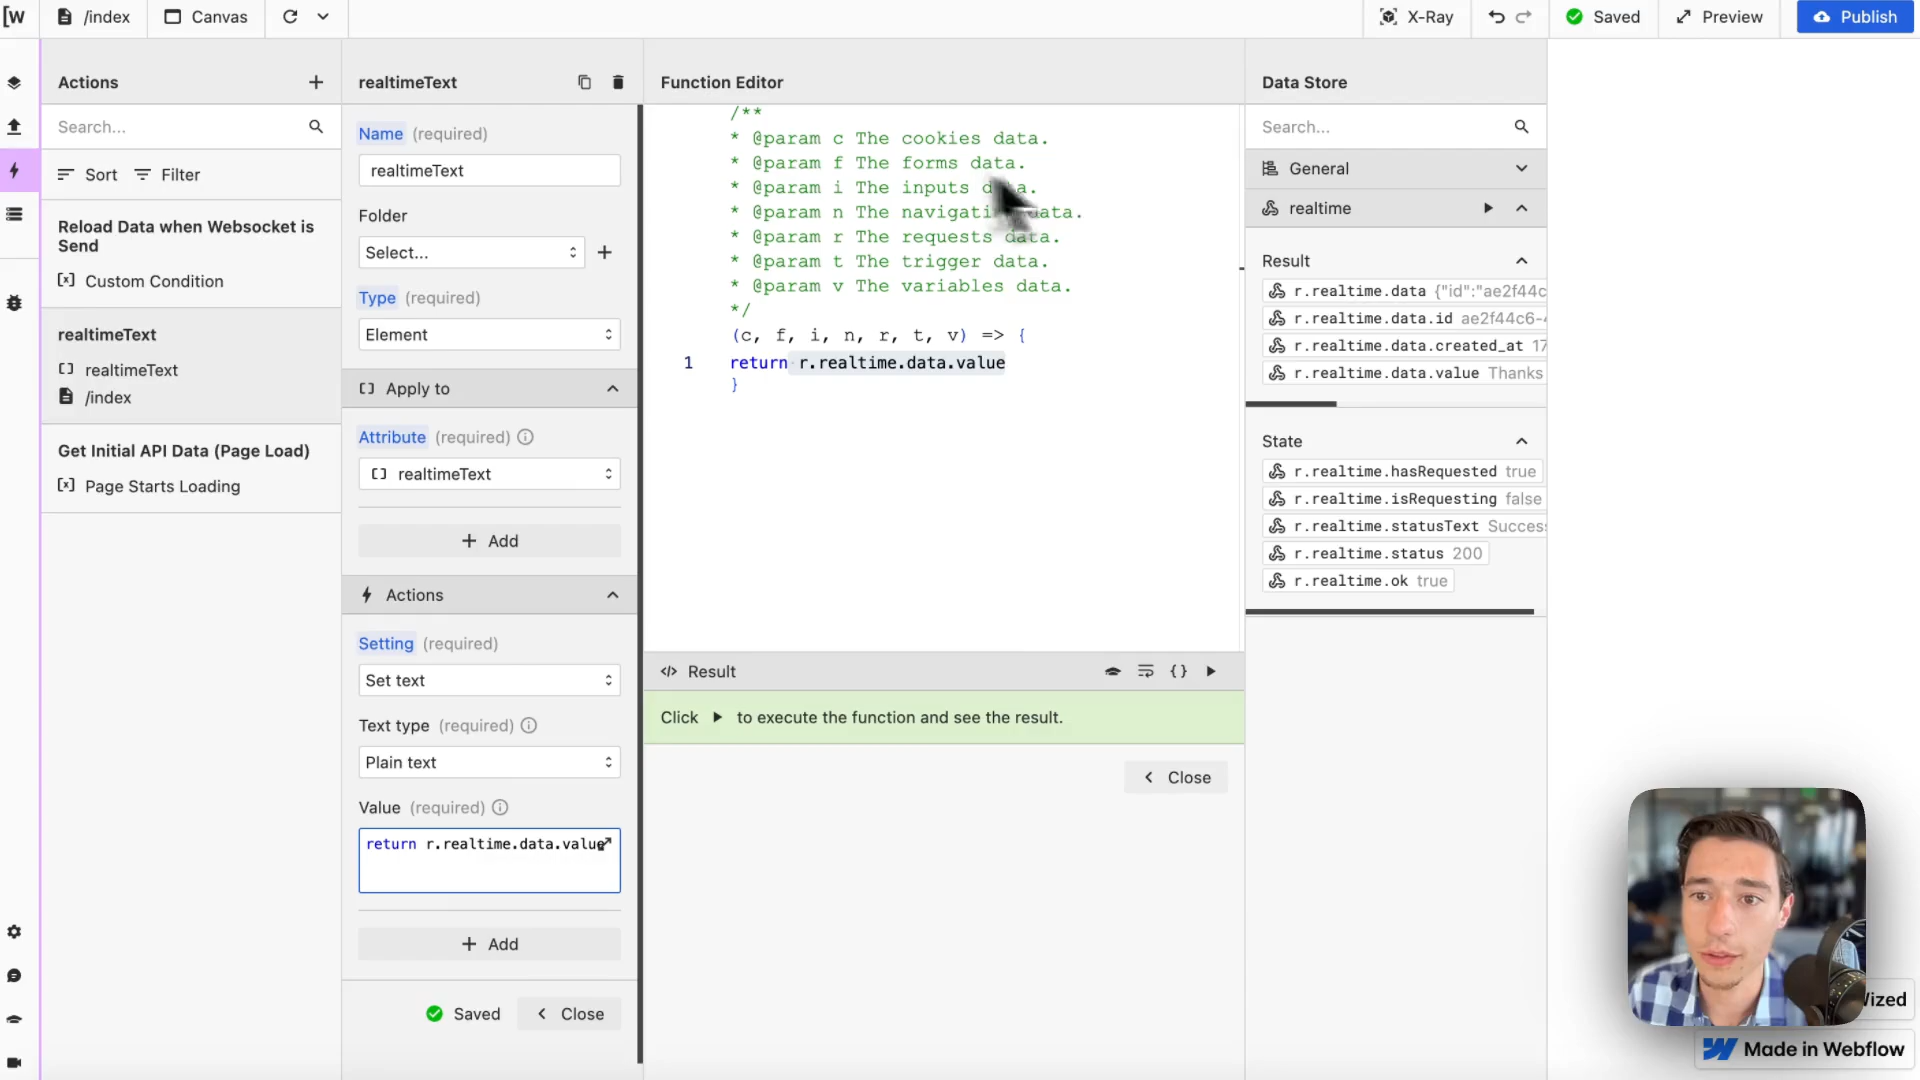 [W
/index
Canvas
X-Ray
Saved
Preview
Publish
Actions
Search...
Sort
Filter
Reload Data when Websocket is
Send
Custom Condition
realtimeText
realtimeText
/index
Get Initial API Data (Page Load)
Page Starts Loading
realtimeText
Name (required)
realtimeText
Folder
Select...
Type (required)
Element
Apply to
Attribute (required)
realtimeText
Add
Actions
Setting (required)
Set text
Text type (required)
Plain text
Value (required)
return r.realtime.data.value
Add
Saved
Close
Function Editor
/**
* @param c The cookies data.
* @param f The forms data.
* @param i The inputs data.
* @param n The navigati data.
* @param r The requests data.
* @param t The trigger data.
* @param v The variables data.
*/
(c, f, i, n, r, t, v) => {
1 return r.realtime.data.value
}
Result
Click to execute the function and see the result.
Close
Data Store
Search...
General
realtime
Result
r.realtime.data {"id":"ae2f44c
r.realtime.data.id ae2f44c6-
r.realtime.data.created_at 17
r.realtime.data.value Thanks
State
r.realtime.hasRequested true
r.realtime.isRequesting false
r.realtime.statusText Success
r.realtime.status 200
r.realtime.ok true
Wized
Made in Webflow